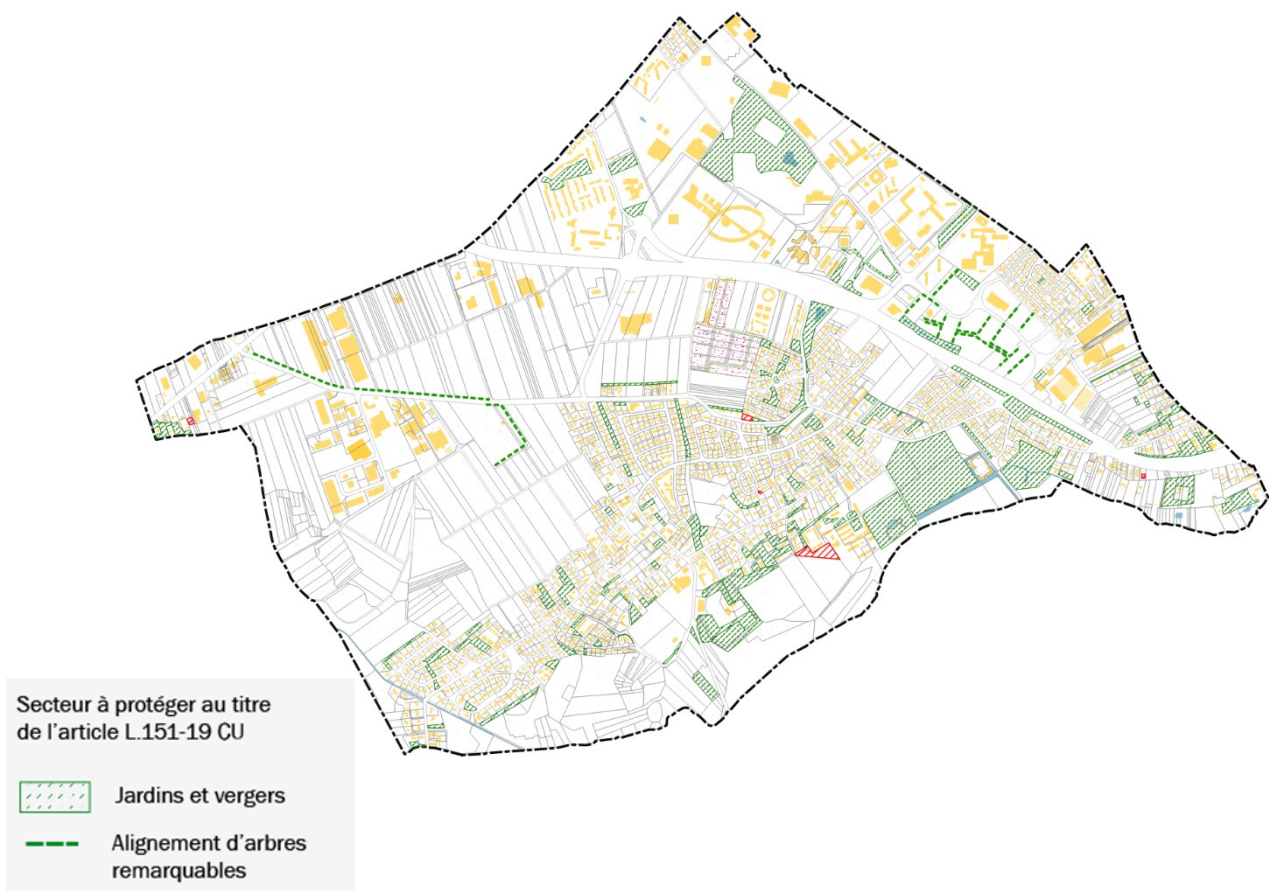 Secteur à protéger au titre
de l'article L.151-19 CU
Jardins et vergers
Alignement d'arbres
remarquables